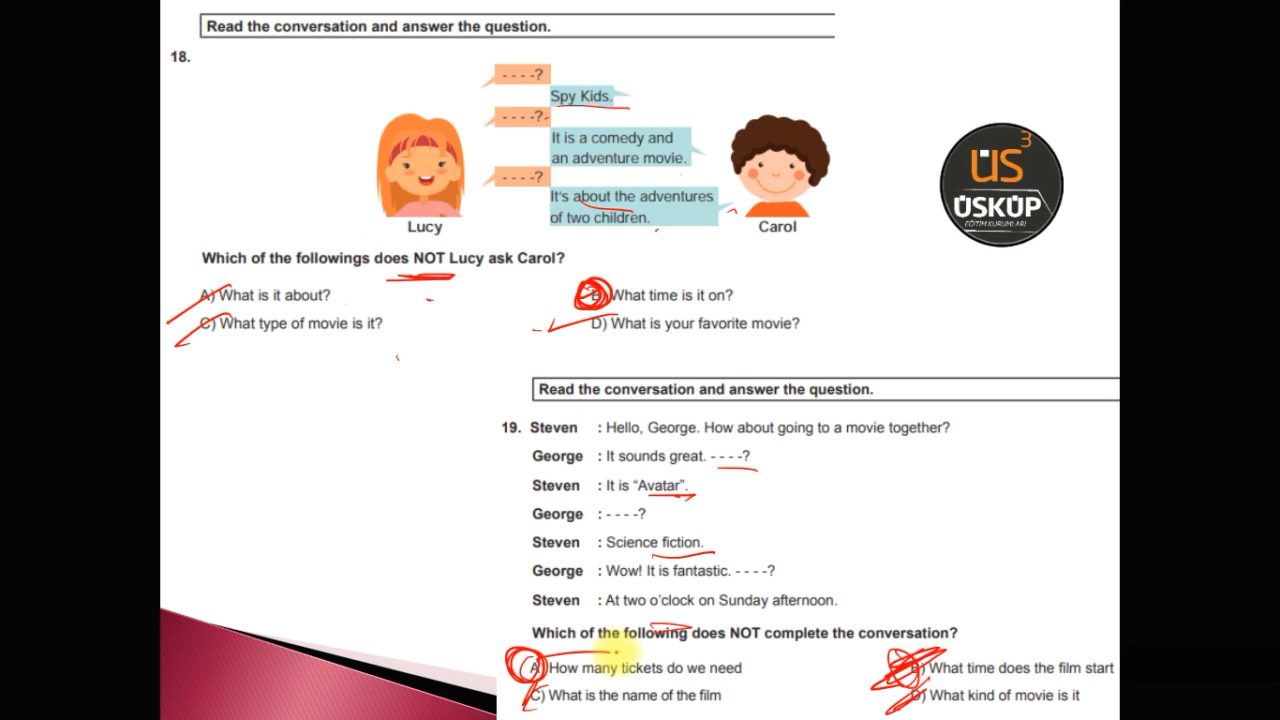 Read the conversation and answer the question.
18.
- - - -?
Spy Kids.
- - - -?
It is a comedy and
an adventure movie.
- - - -?
It's about the adventures
of two children.
Lucy
Carol
ÜS3
ÜSKÜP
EĞİTİM KURUMLARI
Which of the followings does NOT Lucy ask Carol?
A) What is it about?
B) What time is it on?
C) What type of movie is it?
D) What is your favorite movie?
Read the conversation and answer the question.
19. Steven : Hello, George. How about going to a movie together?
George : It sounds great. - - - -?
Steven : It is “Avatar”.
George : - - - -?
Steven : Science fiction.
George : Wow! It is fantastic. - - - -?
Steven : At two o'clock on Sunday afternoon.
Which of the following does NOT complete the conversation?
A) How many tickets do we need
B) What time does the film start
C) What is the name of the film
D) What kind of movie is it